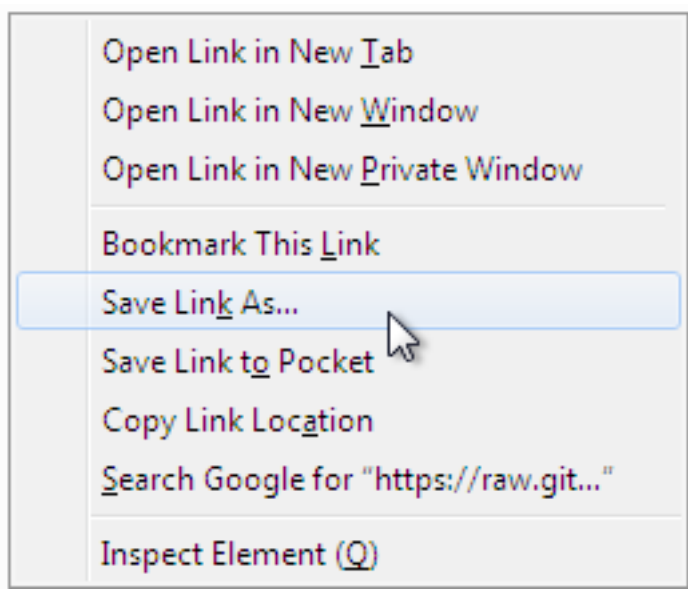 Open Link in New Tab
Open Link in New Window
Open Link in New Private Window
Bookmark This Link
Save Link As...
Save Link to Pocket
Copy Link Location
Search Google for “https://raw.git...”
Inspect Element (Q)